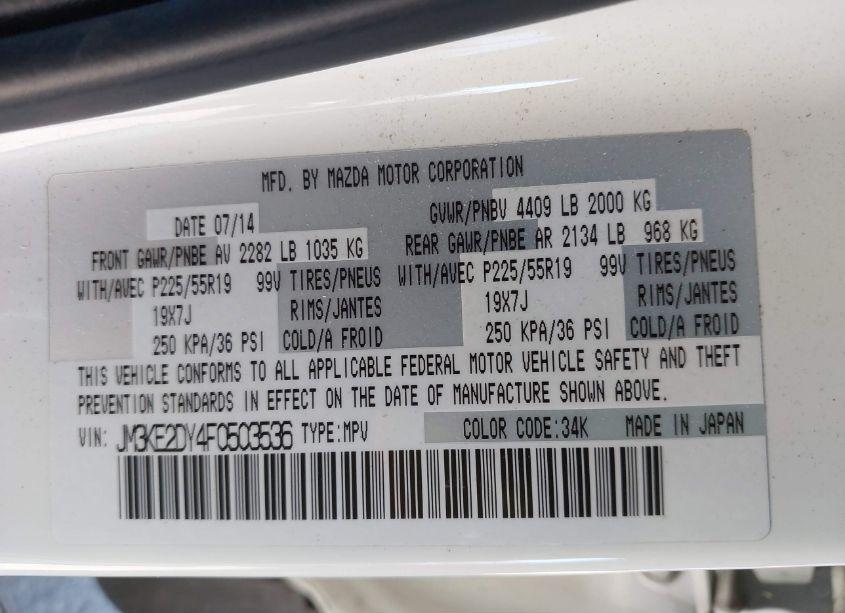 MFD. BY MAZDA MOTOR CORPORATION
DATE 07/14
GVWR/PNBV 4409 LB 2000 KG
FRONT GAWR/PNBE AV 2282 LB 1035 KG
REAR GAWR/PNBE AR 2134 LB 968 KG
WITH/AVEC P225/55R19 99V TIRES/PNEUS
WITH/AVEC P225/55R19 99V TIRES/PNEUS
19X7J RIMS/JANTES
19X7J RIMS/JANTES
250 KPA/36 PSI COLD/A FROID
250 KPA/36 PSI COLD/A FROID
THIS VEHICLE CONFORMS TO ALL APPLICABLE FEDERAL MOTOR VEHICLE SAFETY AND THEFT
PREVENTION STANDARDS IN EFFECT ON THE DATE OF MANUFACTURE SHOWN ABOVE.
VIN: JM3KE2DY4F0503536 TYPE:MPV COLOR CODE:34K MADE IN JAPAN